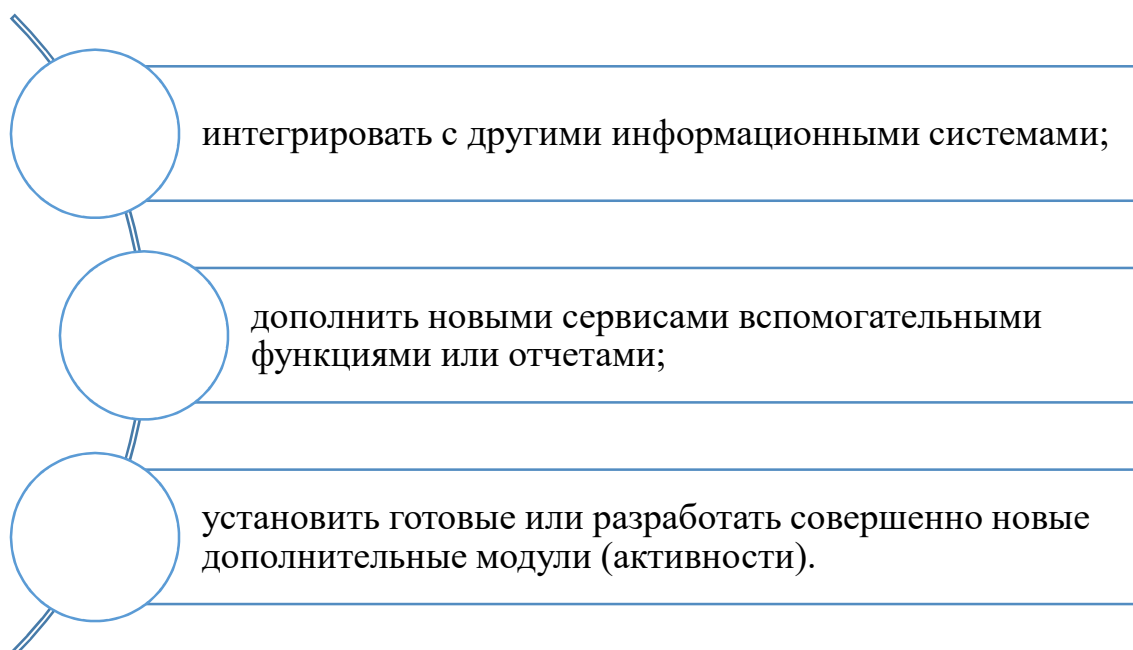 интегрировать с другими информационными системами;
дополнить новыми сервисами вспомогательными
функциями или отчетами;
установить готовые или разработать совершенно новые
дополнительные модули (активности).